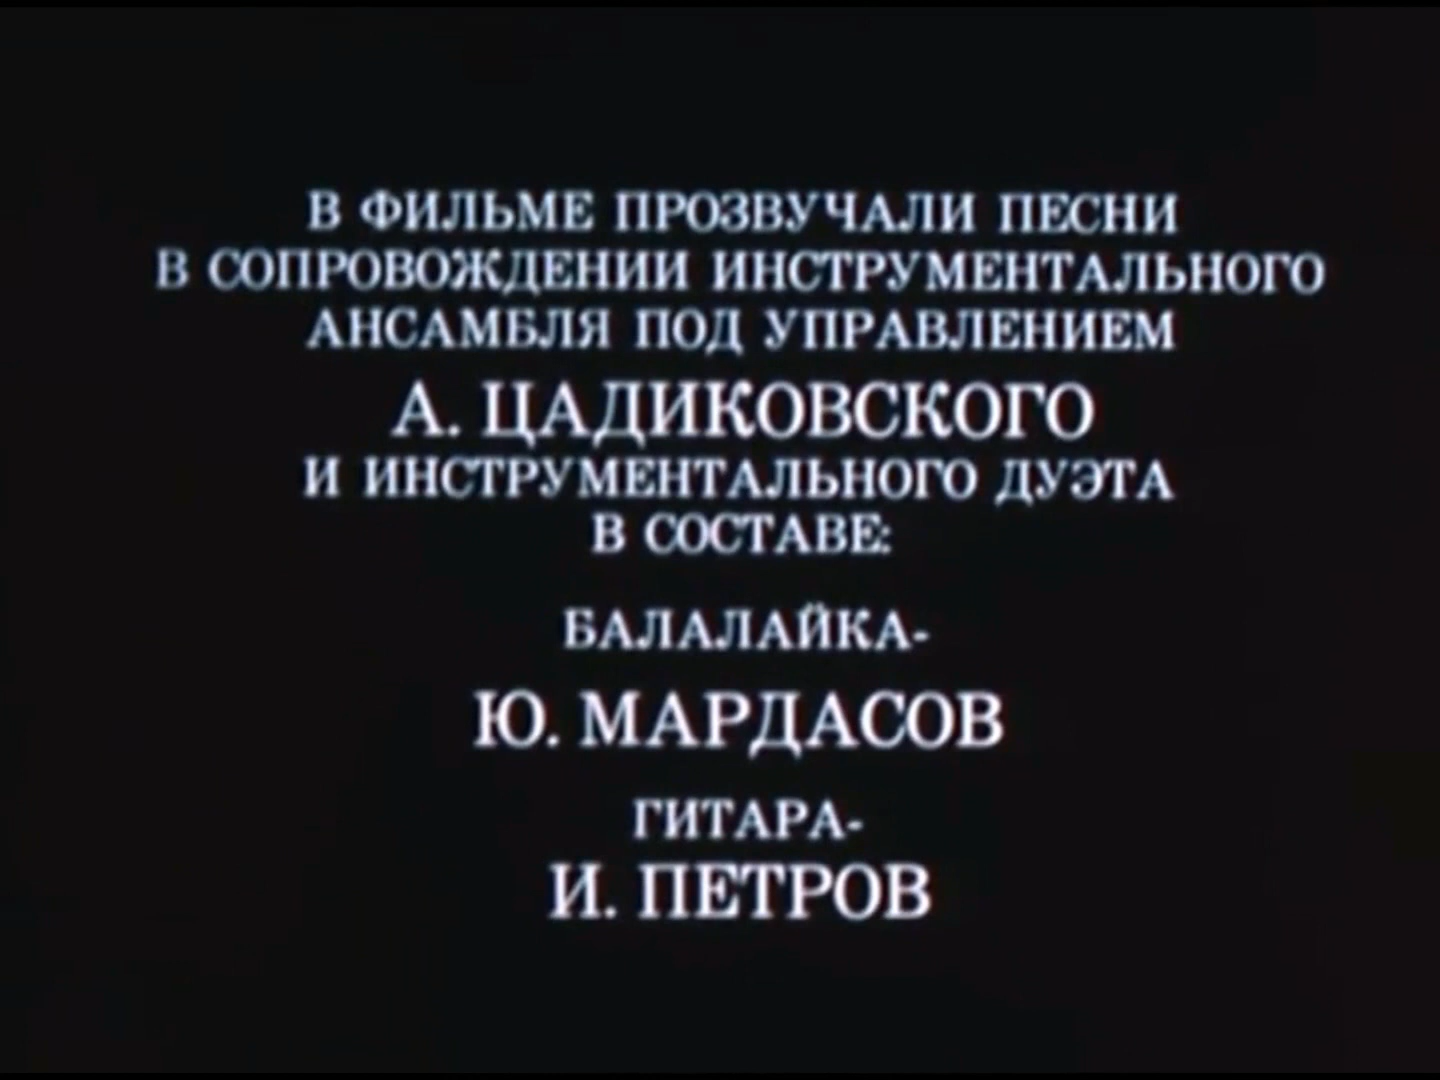 В ФИЛЬМЕ ПРОЗВУЧАЛИ ПЕСНИ
В СОПРОВОЖДЕНИИ ИНСТРУМЕНТАЛЬНОГО
АНСАМБЛЯ ПОД УПРАВЛЕНИЕМ
А. ЦАДИКОВСКОГО
И ИНСТРУМЕНТАЛЬНОГО ДУЭТА
В СОСТАВЕ:
БАЛАЛАЙКА-
Ю. МАРДАСОВ
ГИТАРА-
И. ПЕТРОВ